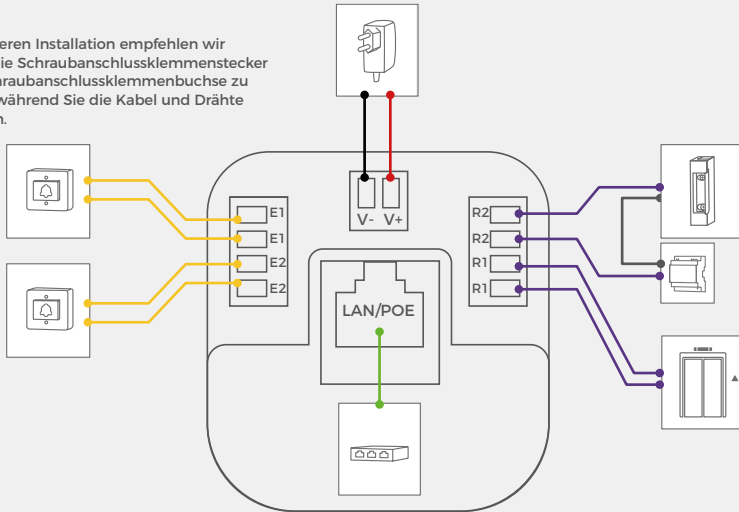 eren Installation empfehlen wir
ie Schraubanschlussklemmenstecker
raubanschlussklemmenbuchse zu
während Sie die Kabel und Drähte
n.
V- V+
E1
E1
E2
E2
R2
R2
R1
R1
LAN/POE